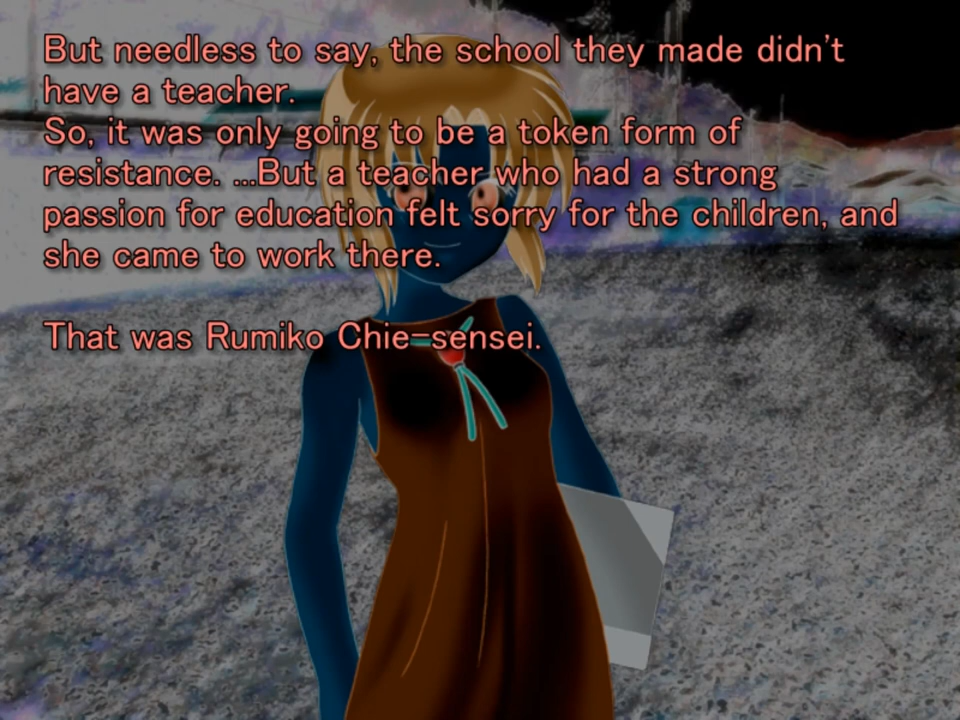 But needless to say, the school they made didn't
have a teacher.
So, it was only going to be a token form of
resistance. ...But a teacher who had a strong
passion for education felt sorry for the children, and
she came to work there.
That was Rumiko Chie=sensei.